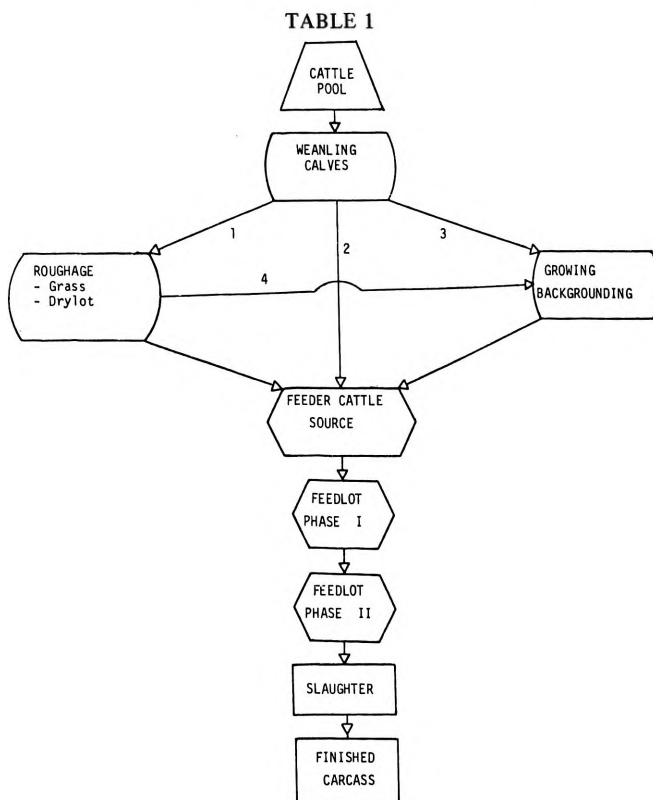 TABLE 1
CATTLE
POOL
WEANLING
CALVES
1
2
3
ROUGHAGE
- Grass
- Drylot
4
GROWING
BACKGROUNDING
FEEDER CATTLE
SOURCE
FEEDLOT
PHASE I
FEEDLOT
PHASE II
SLAUGHTER
FINISHED
CARCASS